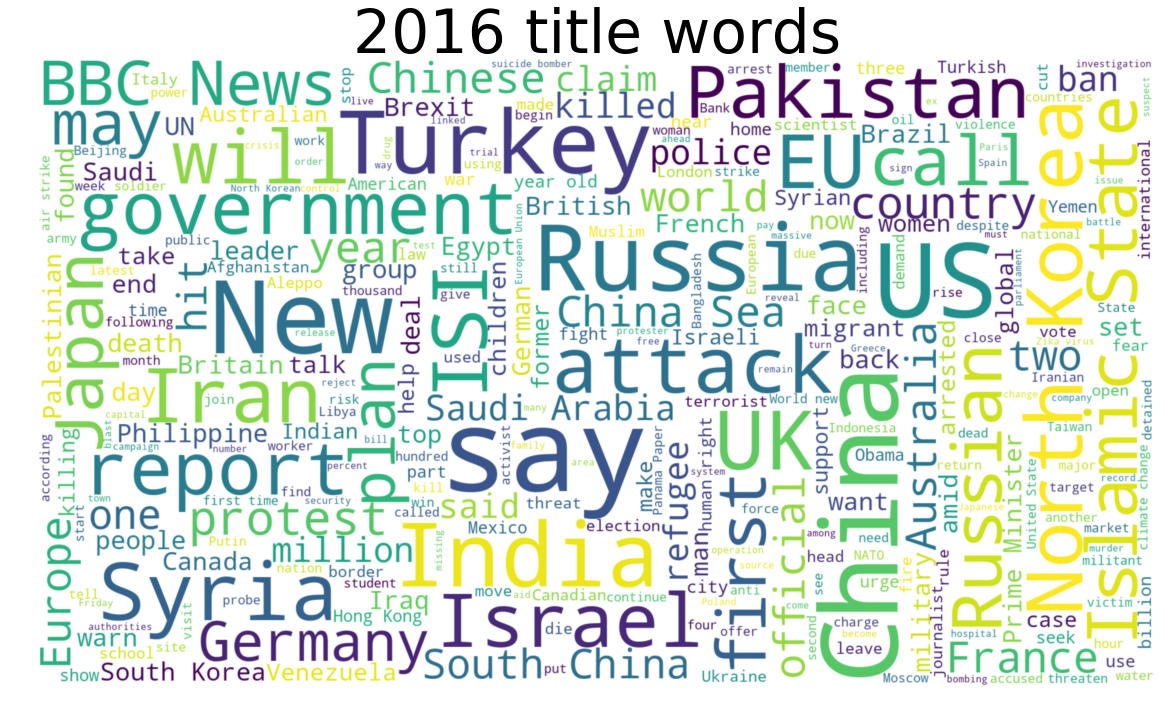 2016 title words
BBC News
Italy
power
stop
live
Chinese
suicide bomber
claim
Pakistan
arrest
member
three
Turkish
cut
ban
investigation
countries
suspect
may
UN
Australian
Brexit
linked
made
begin
killed
near
Bank
home
scientist
oil
Brazil
ex
violence
Beijing
will
crisis
work
order
Turkey
drug
trial
way
using
woman
ahead
police
EU
call
sign
Paris
Spain
Korea
State
air strike
found
Saudi
week
soldier
North Korean
control
American
war
year old
London
strike
world
Syrian
country
Yemen
issue
battle
international
army
government
European Union
British
French
now
women
despite
must
national
public
leader
year
law
test
Egypt
Muslim
pay
massive
due
including
demand
Palestinian
take
latest
Afghanistan
Aleppo
group
thousand
still
give
children
Russia
European
Bangladesh
reveal
US
rise
global
parliament
Japan
end
hit
New
release
help
deal
ISI
German
former
China Sea
face
State
time
following
death
month
Britain
talk
used
fight
protester
free
Israeli
migrant
turn
Greece
back
Australia
arrested
close
vote
Zika virus
set
fear
two
Iranian
day
capital
Iran
join
reject
risk
Libya
plan
attack
remain
change
company
open
Saudi Arabia
many
terrorist
World new
China
Russian
North
Islamic
Taiwan
detained
according
killing
blast
campaign
Philippine
number
Indian
worker
bill
top
hundred
part
say
activist
family
area
Panama Paper
refugee
right
UK
Indonesia
support
Obama
dead
return
major
record
climate change
town
start
report
percent
first time
find
security
kill
win
called
said
threat
make
human
man
system
first
force
official
want
among
amid
Japanese
Prime Minister
United State
target
another
market
murder
militant
Europe
one
people
protest
Putin
million
Mexico
election
missing
India
operation
source
city
anti
head
need
NATO
see
urge
fire
military
rule
journalist
victim
billion
tell
Friday
authorities
Syria
Canada
probe
nation
border
student
Iraq
Hong Kong
move
aid
Canadian
continue
Poland
four
offer
come
second
charge
become
leave
hospital
case
seek
hour
warn
visit
school
site
Germany
Israel
die
show
South Korea
Venezuela
South China
put
Ukraine
Moscow
bombing
France
accused
threaten
use
water